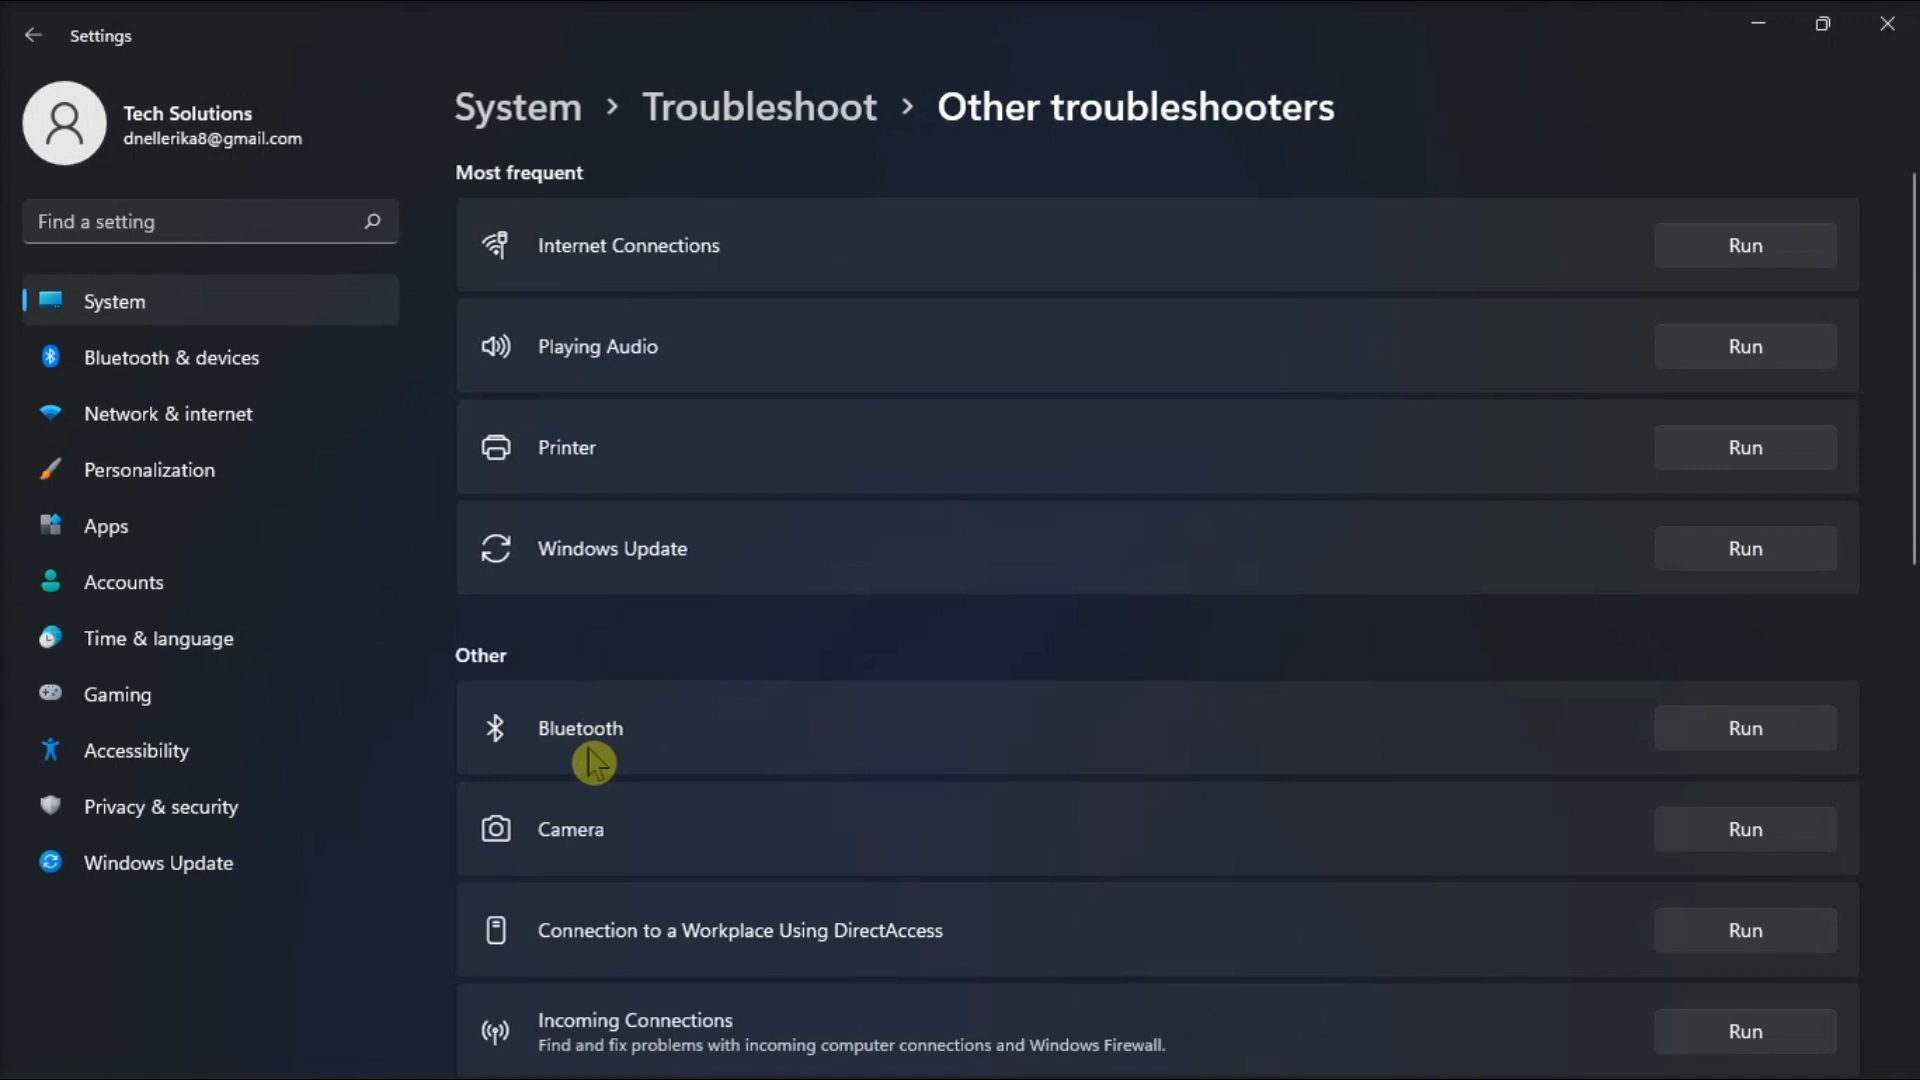 Settings
Tech Solutions
dnellerika8@gmail.com
Find a setting
System
Bluetooth & devices
Network & internet
Personalization
Apps
Accounts
Time & language
Gaming
Accessibility
Privacy & security
Windows Update
System > Troubleshoot > Other troubleshooters
Most frequent
Internet Connections Run
Playing Audio Run
Printer Run
Windows Update Run
Other
Bluetooth Run
Camera Run
Connection to a Workplace Using DirectAccess Run
Incoming Connections Run
Find and fix problems with incoming computer connections and Windows Firewall.